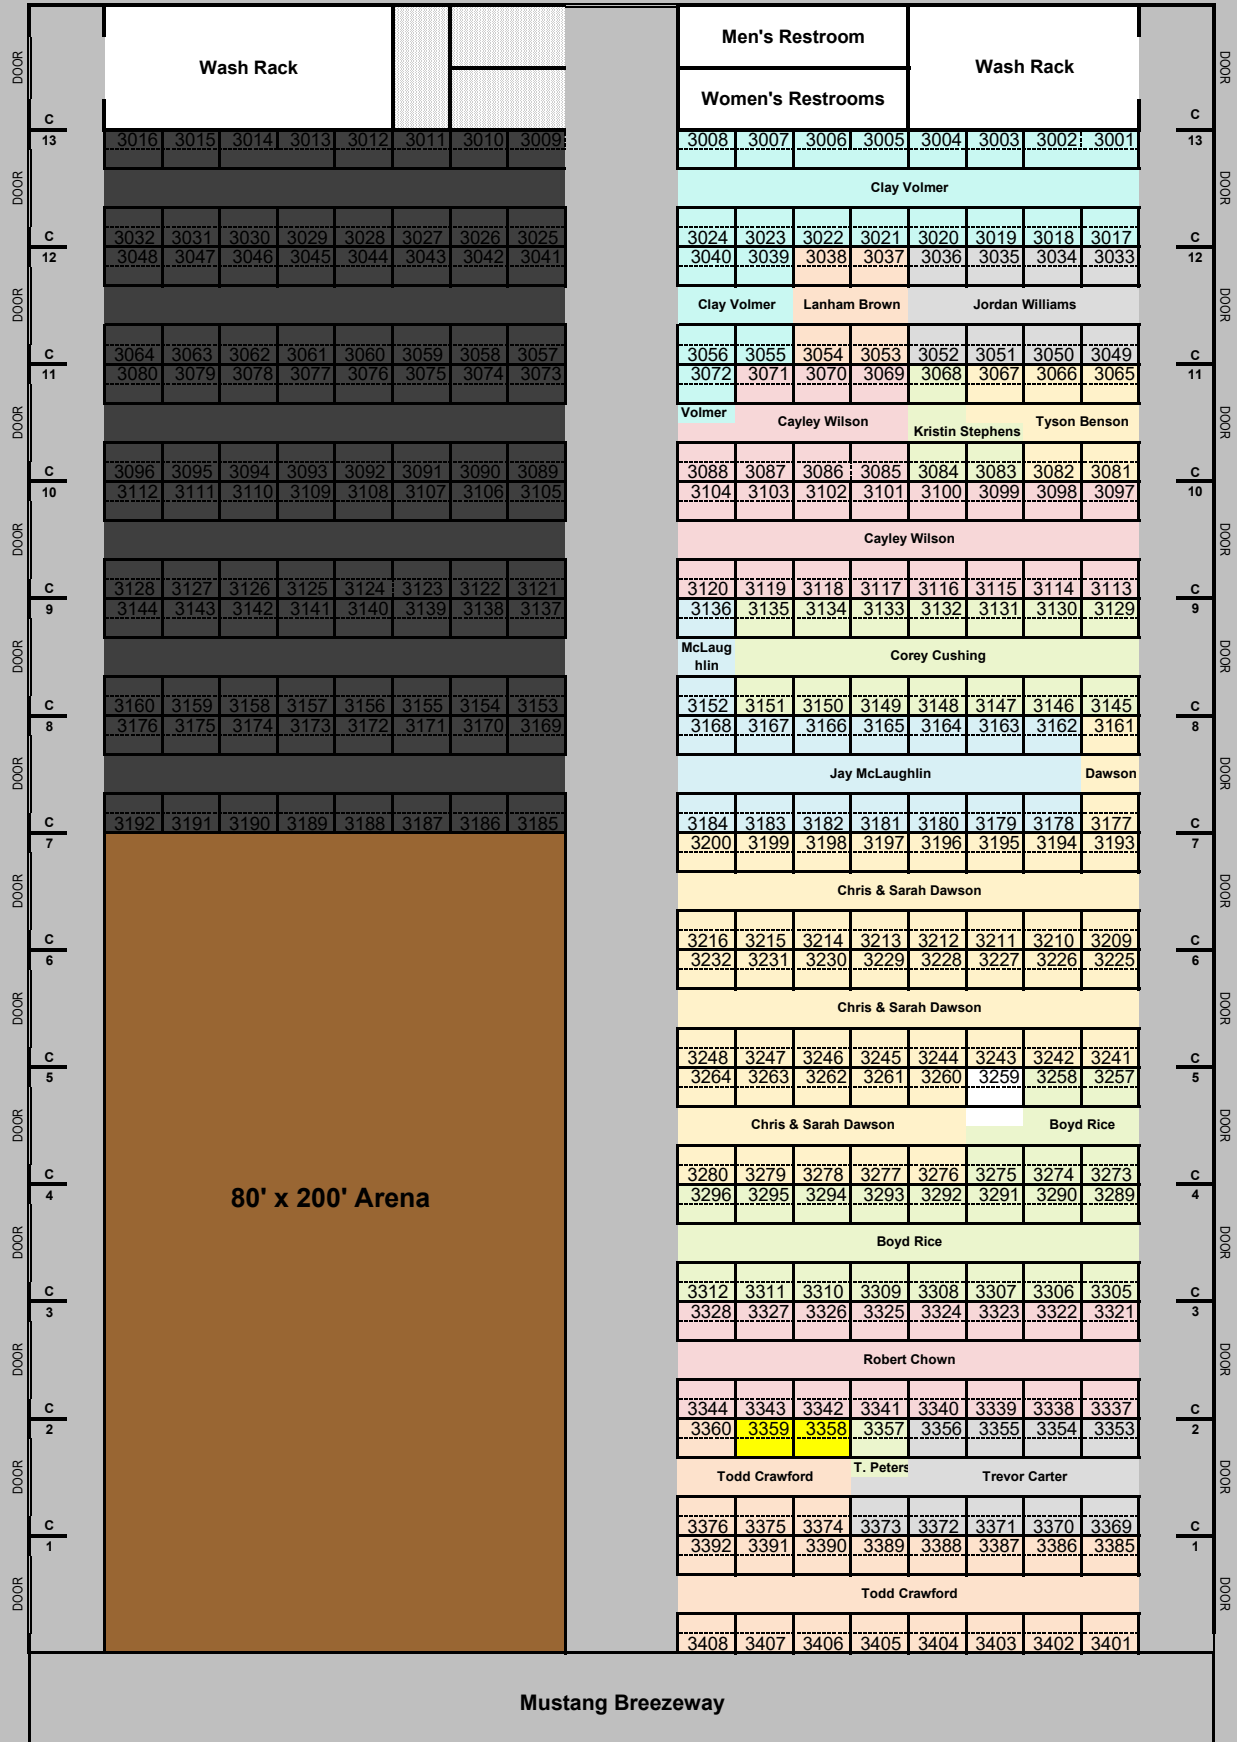 Men's Restroom
Wash Rack
Wash Rack
Women's Restrooms
DOOR DOOR
C C
13 3016 3015 3014 3013 3012 3011 3010 3009 3008 3007 3006 3005 3004 3003 3002 3001 13
DOOR Clay Volmer DOOR
C 3032 3031 3030 3029 3028 3027 3026 3025 3024 3023 3022 3021 3020 3019 3018 3017 C
12 3048 3047 3046 3045 3044 3043 3042 3041 3040 3039 3038 3037 3036 3035 3034 3033 12
DOOR Clay Volmer Lanham Brown Jordan Williams DOOR
C 3064 3063 3062 3061 3060 3059 3058 3057 3056 3055 3054 3053 3052 3051 3050 3049 C
11 3080 3079 3078 3077 3076 3075 3074 3073 3072 3071 3070 3069 3068 3067 3066 3065 11
DOOR Volmer Cayley Wilson Kristin Stephens Tyson Benson DOOR
C 3096 3095 3094 3093 3092 3091 3090 3089 3088 3087 3086 3085 3084 3083 3082 3081 C
10 3112 3111 3110 3109 3108 3107 3106 3105 3104 3103 3102 3101 3100 3099 3098 3097 10
DOOR Cayley Wilson DOOR
C 3128 3127 3126 3125 3124 3123 3122 3121 3120 3119 3118 3117 3116 3115 3114 3113 C
9 3144 3143 3142 3141 3140 3139 3138 3137 3136 3135 3134 3133 3132 3131 3130 3129 9
DOOR McLaug Corey Cushing DOOR
hlin
C 3160 3159 3158 3157 3156 3155 3154 3153 3152 3151 3150 3149 3148 3147 3146 3145 C
8 3176 3175 3174 3173 3172 3171 3170 3169 3168 3167 3166 3165 3164 3163 3162 3161 8
DOOR Jay McLaughlin Dawson DOOR
C 3192 3191 3190 3189 3188 3187 3186 3185 3184 3183 3182 3181 3180 3179 3178 3177 C
7 3200 3199 3198 3197 3196 3195 3194 3193 7
DOOR Chris & Sarah Dawson DOOR
C 3216 3215 3214 3213 3212 3211 3210 3209 C
6 3232 3231 3230 3229 3228 3227 3226 3225 6
DOOR Chris & Sarah Dawson DOOR
C 3248 3247 3246 3245 3244 3243 3242 3241 C
5 3264 3263 3262 3261 3260 3259 3258 3257 5
DOOR Chris & Sarah Dawson Boyd Rice DOOR
C 3280 3279 3278 3277 3276 3275 3274 3273 C
4 80' x 200' Arena 3296 3295 3294 3293 3292 3291 3290 3289 4
DOOR Boyd Rice DOOR
C 3312 3311 3310 3309 3308 3307 3306 3305 C
3 3328 3327 3326 3325 3324 3323 3322 3321 3
DOOR Robert Chown DOOR
C 3344 3343 3342 3341 3340 3339 3338 3337 C
2 3360 3359 3358 3357 3356 3355 3354 3353 2
DOOR Todd Crawford T. Peters Trevor Carter DOOR
C 3376 3375 3374 3373 3372 3371 3370 3369 C
1 3392 3391 3390 3389 3388 3387 3386 3385 1
DOOR Todd Crawford DOOR
3408 3407 3406 3405 3404 3403 3402 3401
Mustang Breezeway